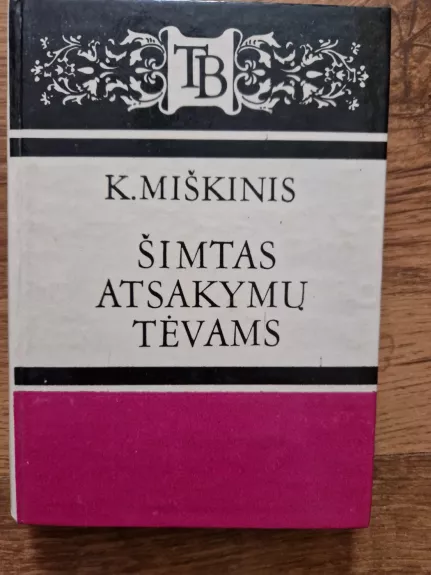 TB
K. MIŠKINIS
ŠIMTAS
ATSAKYMŲ
TĖVAMS